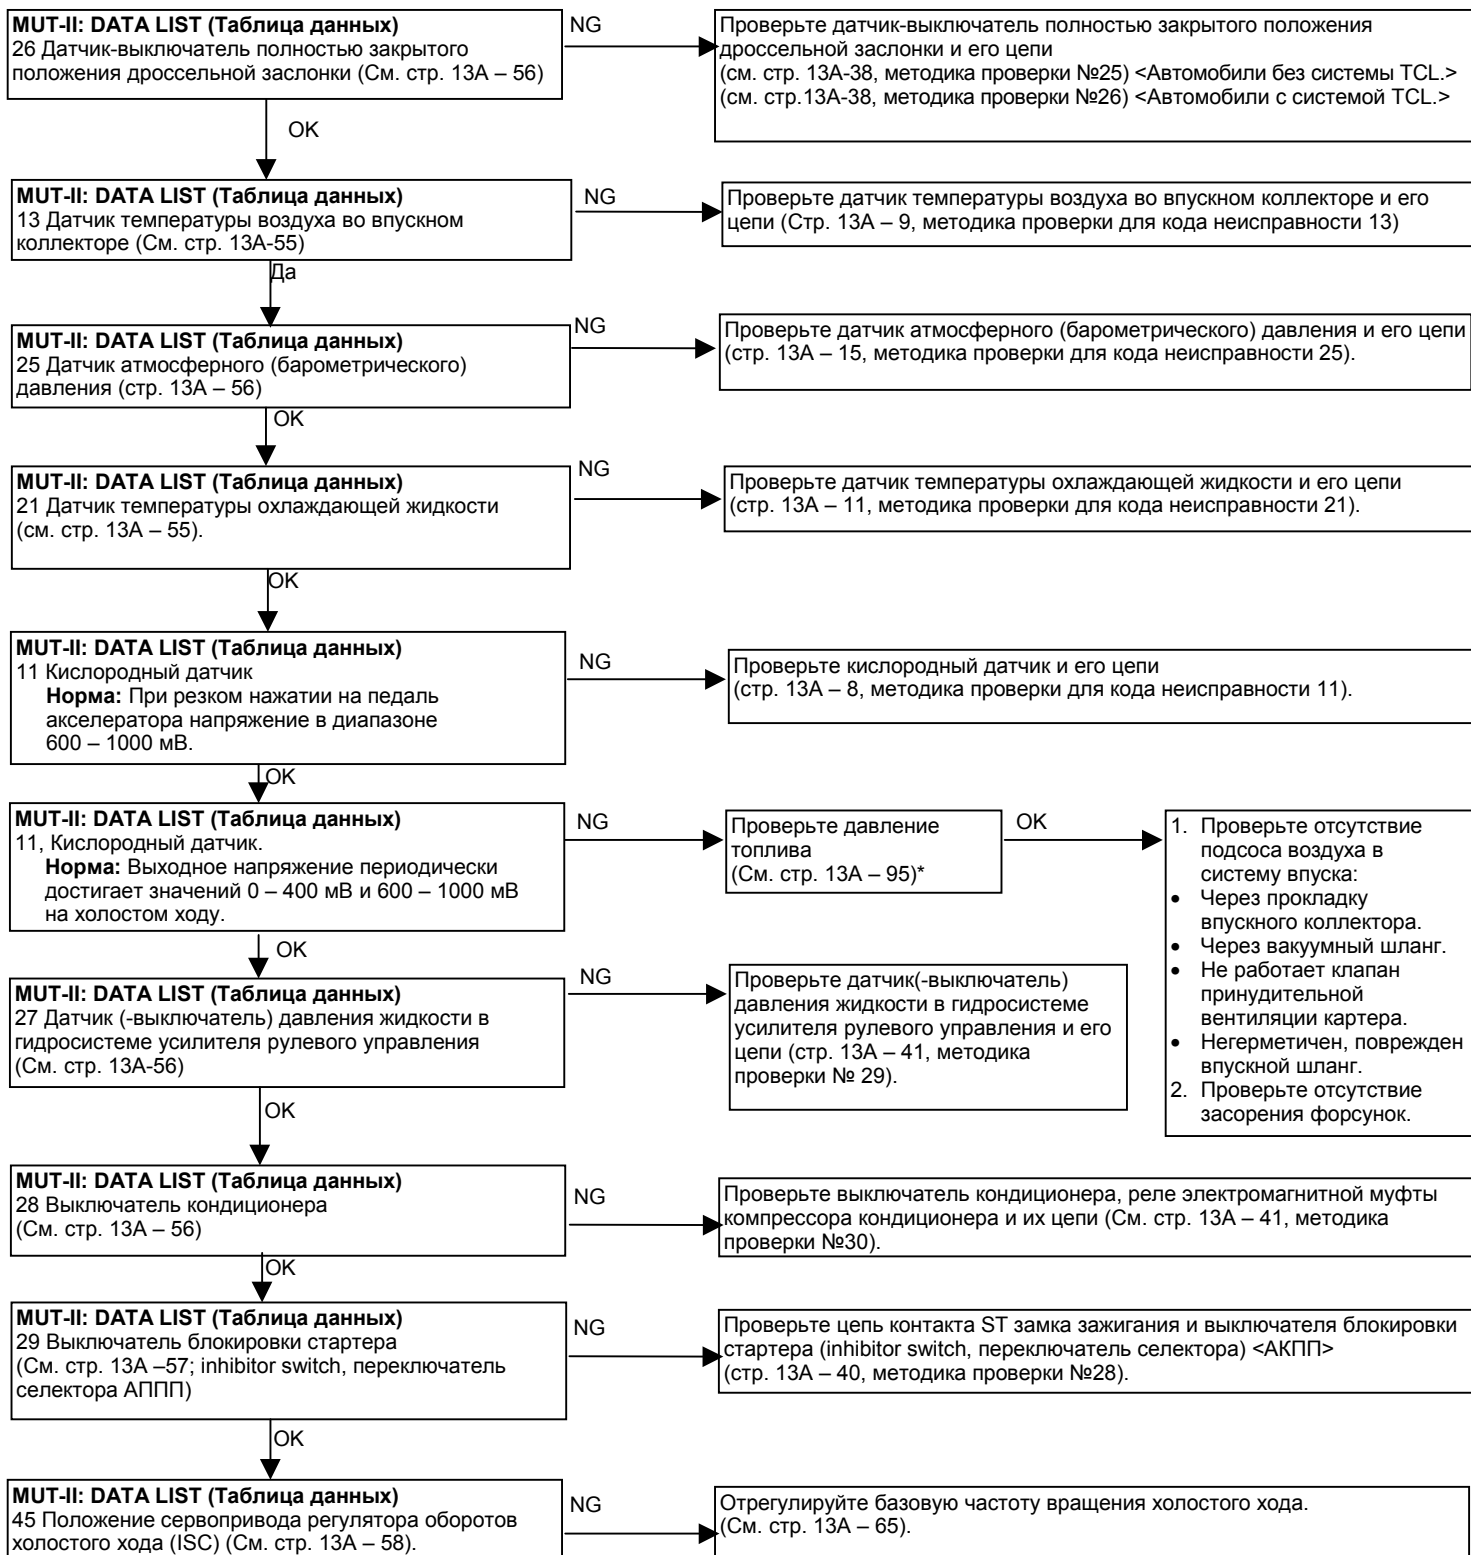 MUT-II: DATA LIST (Таблица данных)
26 Датчик-выключатель полностью закрытого
положения дроссельной заслонки (См. стр. 13А – 56)
NG
Проверьте датчик-выключатель полностью закрытого положения
дроссельной заслонки и его цепи
(см. стр. 13А-38, методика проверки №25) <Автомобили без системы TCL.>
(см. стр.13А-38, методика проверки №26) <Автомобили с системой TCL.>
OK
MUT-II: DATA LIST (Таблица данных)
13 Датчик температуры воздуха во впускном
коллекторе (См. стр. 13А-55)
NG
Проверьте датчик температуры воздуха во впускном коллекторе и его
цепи (Стр. 13А – 9, методика проверки для кода неисправности 13)
Да
MUT-II: DATA LIST (Таблица данных)
25 Датчик атмосферного (барометрического)
давления (стр. 13А – 56)
NG
Проверьте датчик атмосферного (барометрического) давления и его цепи
(стр. 13А – 15, методика проверки для кода неисправности 25).
OK
MUT-II: DATA LIST (Таблица данных)
21 Датчик температуры охлаждающей жидкости
(см. стр. 13А – 55).
NG
Проверьте датчик температуры охлаждающей жидкости и его цепи
(стр. 13А – 11, методика проверки для кода неисправности 21).
OK
MUT-II: DATA LIST (Таблица данных)
11 Кислородный датчик
Норма: При резком нажатии на педаль
акселератора напряжение в диапазоне
600 – 1000 мВ.
NG
Проверьте кислородный датчик и его цепи
(стр. 13А – 8, методика проверки для кода неисправности 11).
OK
MUT-II: DATA LIST (Таблица данных)
11, Кислородный датчик.
Норма: Выходное напряжение периодически
достигает значений 0 – 400 мВ и 600 – 1000 мВ
на холостом ходу.
NG
Проверьте давление
топлива
(См. стр. 13А – 95)*
OK
1. Проверьте отсутствие
подсоса воздуха в
систему впуска:
• Через прокладку
впускного коллектора.
• Через вакуумный шланг.
• Не работает клапан
принудительной
вентиляции картера.
• Негерметичен, поврежден
впускной шланг.
2. Проверьте отсутствие
засорения форсунок.
OK
MUT-II: DATA LIST (Таблица данных)
27 Датчик (-выключатель) давления жидкости в
гидросистеме усилителя рулевого управления
(См. стр. 13А-56)
NG
Проверьте датчик(-выключатель)
давления жидкости в гидросистеме
усилителя рулевого управления и его
цепи (стр. 13А – 41, методика
проверки № 29).
OK
MUT-II: DATA LIST (Таблица данных)
28 Выключатель кондиционера
(См. стр. 13А – 56)
NG
Проверьте выключатель кондиционера, реле электромагнитной муфты
компрессора кондиционера и их цепи (См. стр. 13А – 41, методика
проверки №30).
OK
MUT-II: DATA LIST (Таблица данных)
29 Выключатель блокировки стартера
(См. стр. 13А –57; inhibitor switch, переключатель
селектора АППП)
NG
Проверьте цепь контакта ST замка зажигания и выключателя блокировки
стартера (inhibitor switch, переключатель селектора) <АКПП>
(стр. 13А – 40, методика проверки №28).
OK
MUT-II: DATA LIST (Таблица данных)
45 Положение сервопривода регулятора оборотов
холостого хода (ISC) (См. стр. 13А – 58).
NG
Отрегулируйте базовую частоту вращения холостого хода.
(См. стр. 13А – 65).